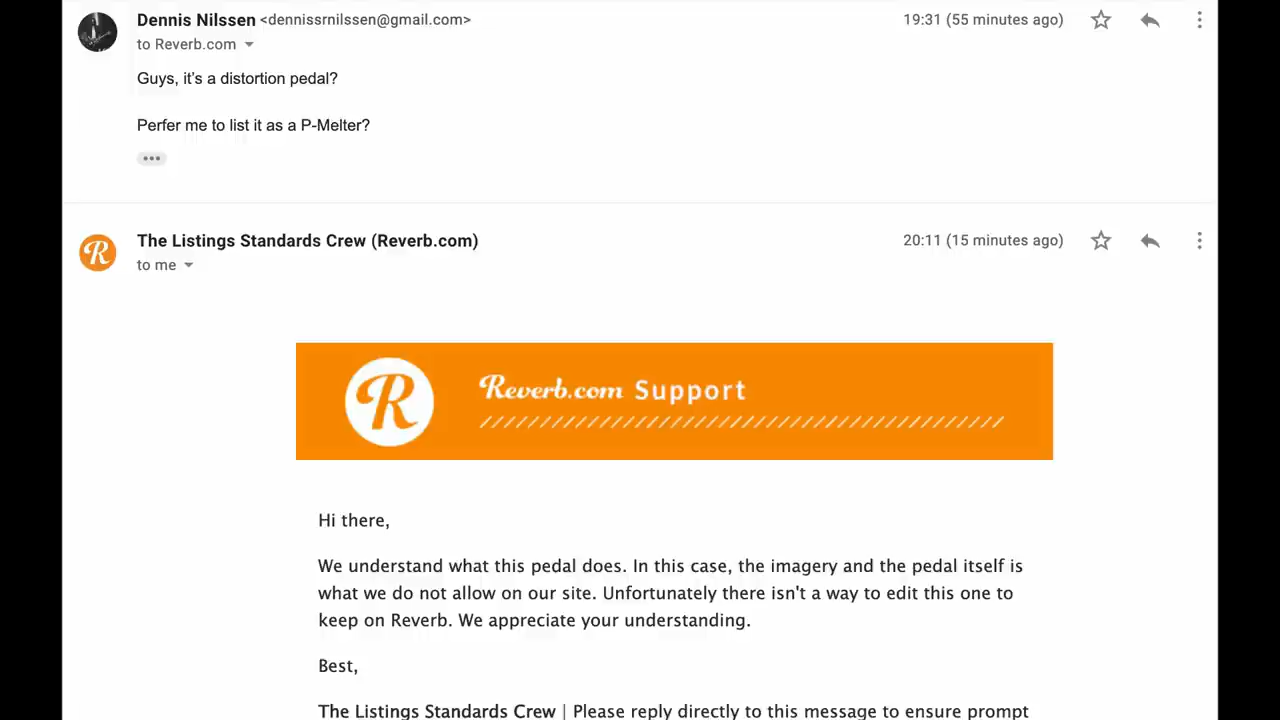 Dennis Nilssen <dennissrnilssen@gmail.com> 19:31 (55 minutes ago)
to Reverb.com
Guys, it's a distortion pedal?
Perfer me to list it as a P-Melter?
The Listings Standards Crew (Reverb.com) 20:11 (15 minutes ago)
R
to me
R
Reverb.com Support
Hi there,
We understand what this pedal does. In this case, the imagery and the pedal itself is
what we do not allow on our site. Unfortunately there isn't a way to edit this one to
keep on Reverb. We appreciate your understanding.
Best,
The Listings Standards Crew | Please reply directly to this message to ensure prompt